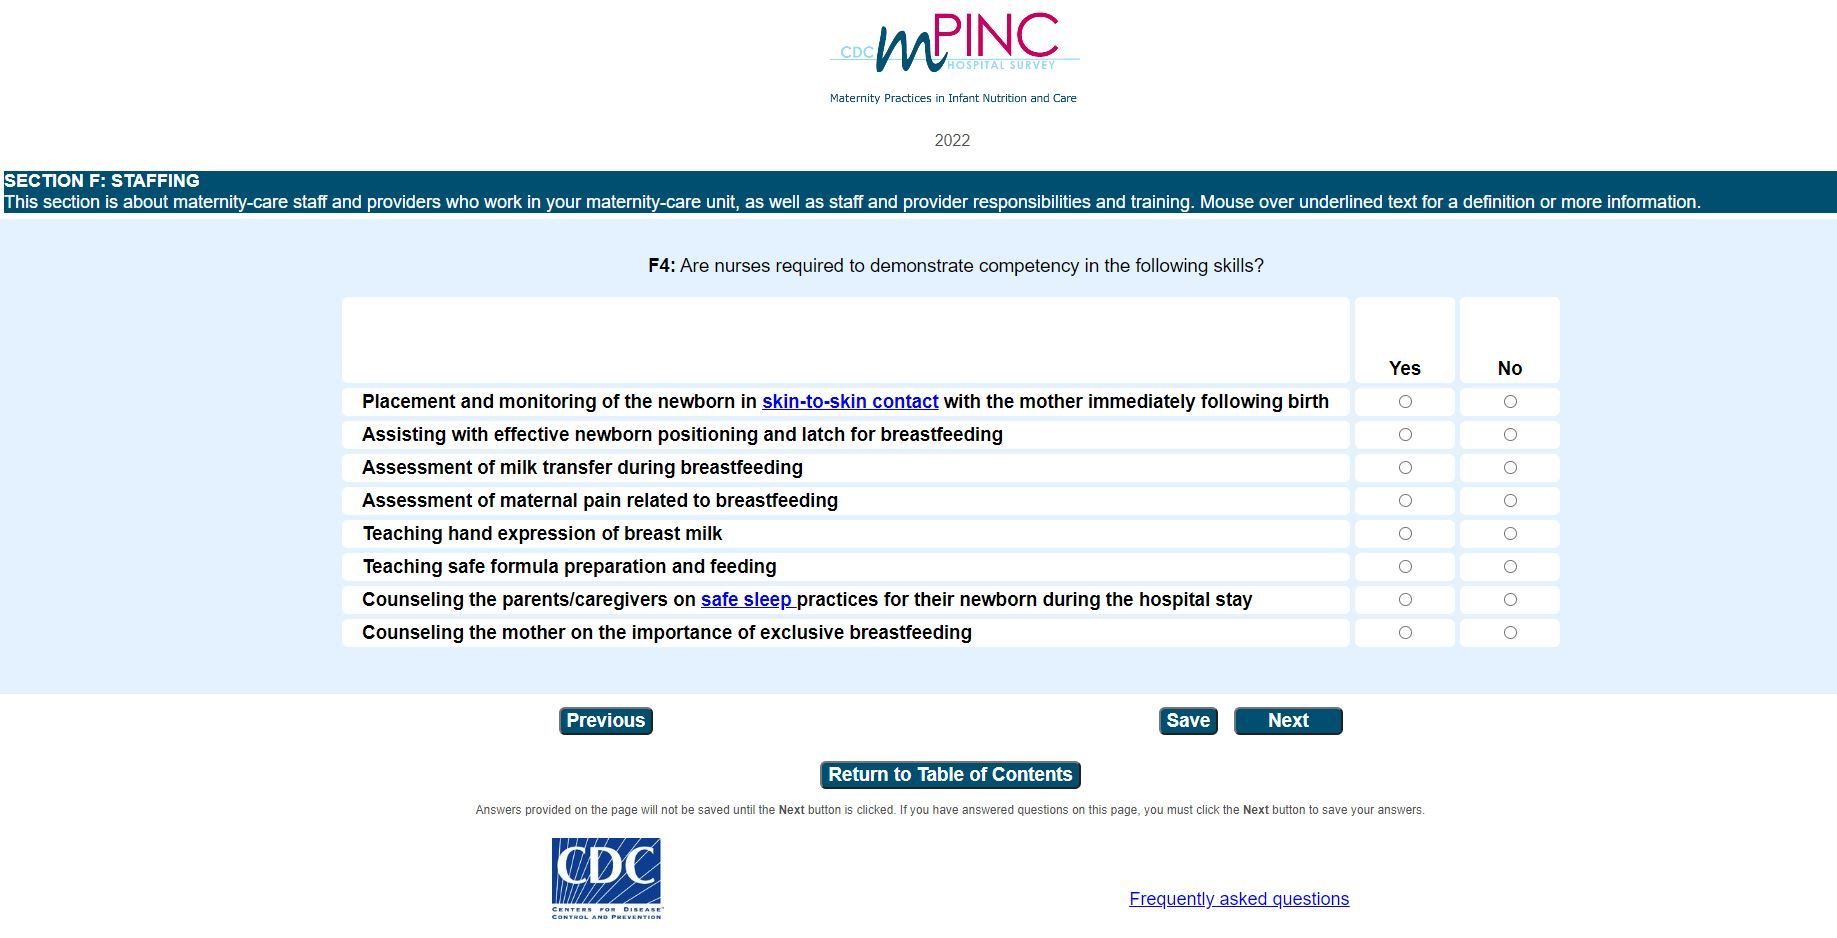 CDC mPINC
HOSPITAL SURVEY
Maternity Practices in Infant Nutrition and Care
2022
SECTION F: STAFFING
This section is about maternity-care staff and providers who work in your maternity-care unit, as well as staff and provider responsibilities and training. Mouse over underlined text for a definition or more information.
F4: Are nurses required to demonstrate competency in the following skills?
Yes No
Placement and monitoring of the newborn in skin-to-skin contact with the mother immediately following birth
Assisting with effective newborn positioning and latch for breastfeeding
Assessment of milk transfer during breastfeeding
Assessment of maternal pain related to breastfeeding
Teaching hand expression of breast milk
Teaching safe formula preparation and feeding
Counseling the parents/caregivers on safe sleep practices for their newborn during the hospital stay
Counseling the mother on the importance of exclusive breastfeeding
Previous Save Next
Return to Table of Contents
Answers provided on the page will not be saved until the Next button is clicked. If you have answered questions on this page, you must click the Next button to save your answers.
CDC
CENTERS FOR DISEASE™
CONTROL AND PREVENTION
Frequently asked questions